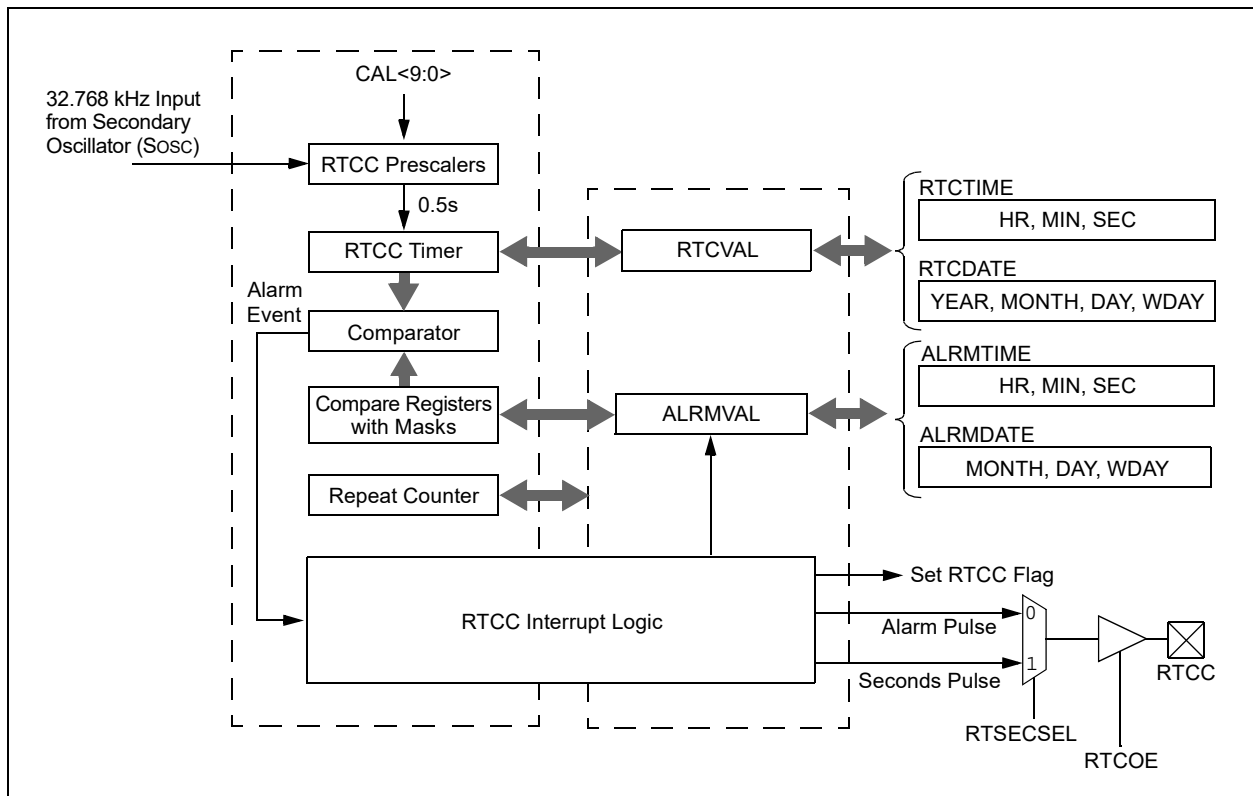 CAL<9:0>
32.768 kHz Input
from Secondary
Oscillator (SOSC)
RTCC Prescalers
0.5s
RTCC Timer
Alarm
Event
Comparator
Compare Registers
with Masks
Repeat Counter
RTCVAL
ALRMVAL
RTCTIME
HR, MIN, SEC
RTCDATE
YEAR, MONTH, DAY, WDAY
ALRMTIME
HR, MIN, SEC
ALRMDATE
MONTH, DAY, WDAY
RTCC Interrupt Logic
Set RTCC Flag
Alarm Pulse
Seconds Pulse
0
1
RTSECSEL
RTCOE
RTCC